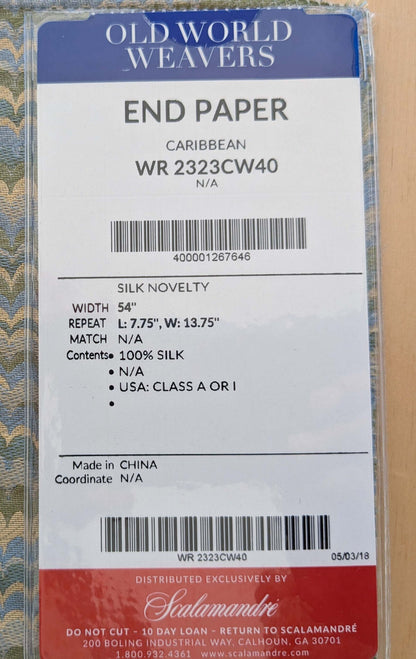 OLD WORLD
WEAVERS
END PAPER
CARIBBEAN
WR 2323CW40
N/A
400001267646
SILK NOVELTY
WIDTH 54"
REPEAT L: 7.75", W: 13.75"
MATCH N/A
Contents• 100% SILK
• N/A
• USA: CLASS A OR I
•
Made in CHINA
Coordinate N/A
WR 2323CW40 05/03/18
DISTRIBUTED EXCLUSIVELY BY
Scalamandré
DO NOT CUT - 10 DAY LOAN - RETURN TO SCALAMANDRÉ
200 BOLING INDUSTRIAL WAY, CALHOUN, GA 30701
1.800.932.4361 www.scalamandre.com